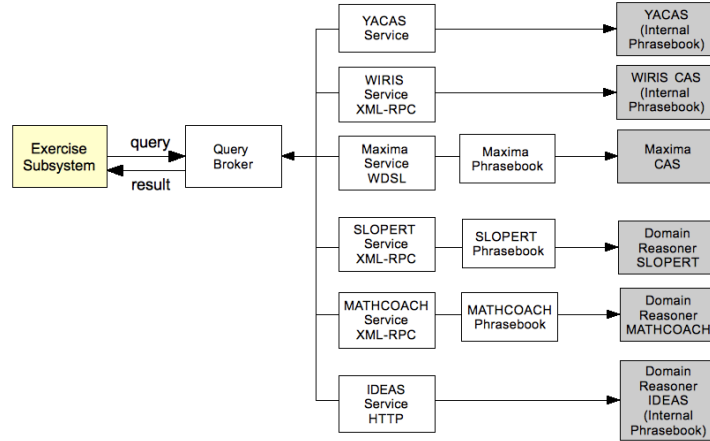 YACAS
Service
YACAS
(Internal
Phrasebook)
WIRIS
Service
XML-RPC
WIRIS CAS
(Internal
Phrasebook)
Exercise
Subsystem
query
result
Query
Broker
Maxima
Service
WDSL
Maxima
Phrasebook
Maxima
CAS
SLOPERT
Service
XML-RPC
SLOPERT
Phrasebook
Domain
Reasoner
SLOPERT
MATHCOACH
Service
XML-RPC
MATHCOACH
Phrasebook
Domain
Reasoner
MATHCOACH
IDEAS
Service
HTTP
Domain
Reasoner
IDEAS
(Internal
Phrasebook)